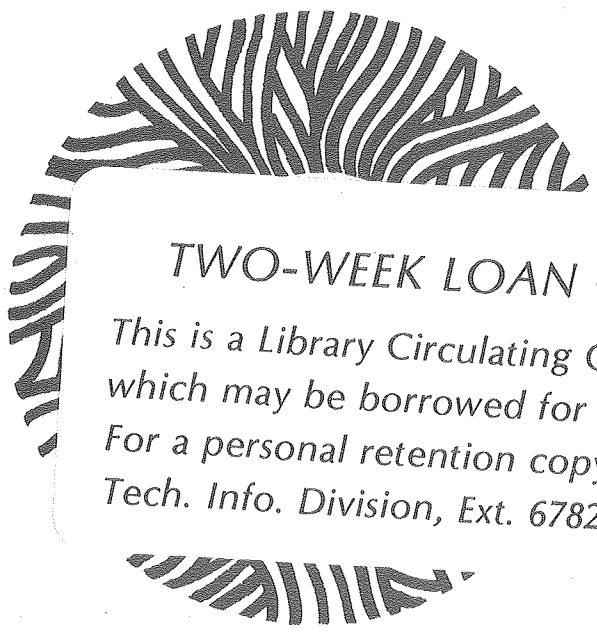 TWO-WEEK LOAN
This is a Library Circulating
which may be borrowed for
For a personal retention copy
Tech. Info. Division, Ext. 6782